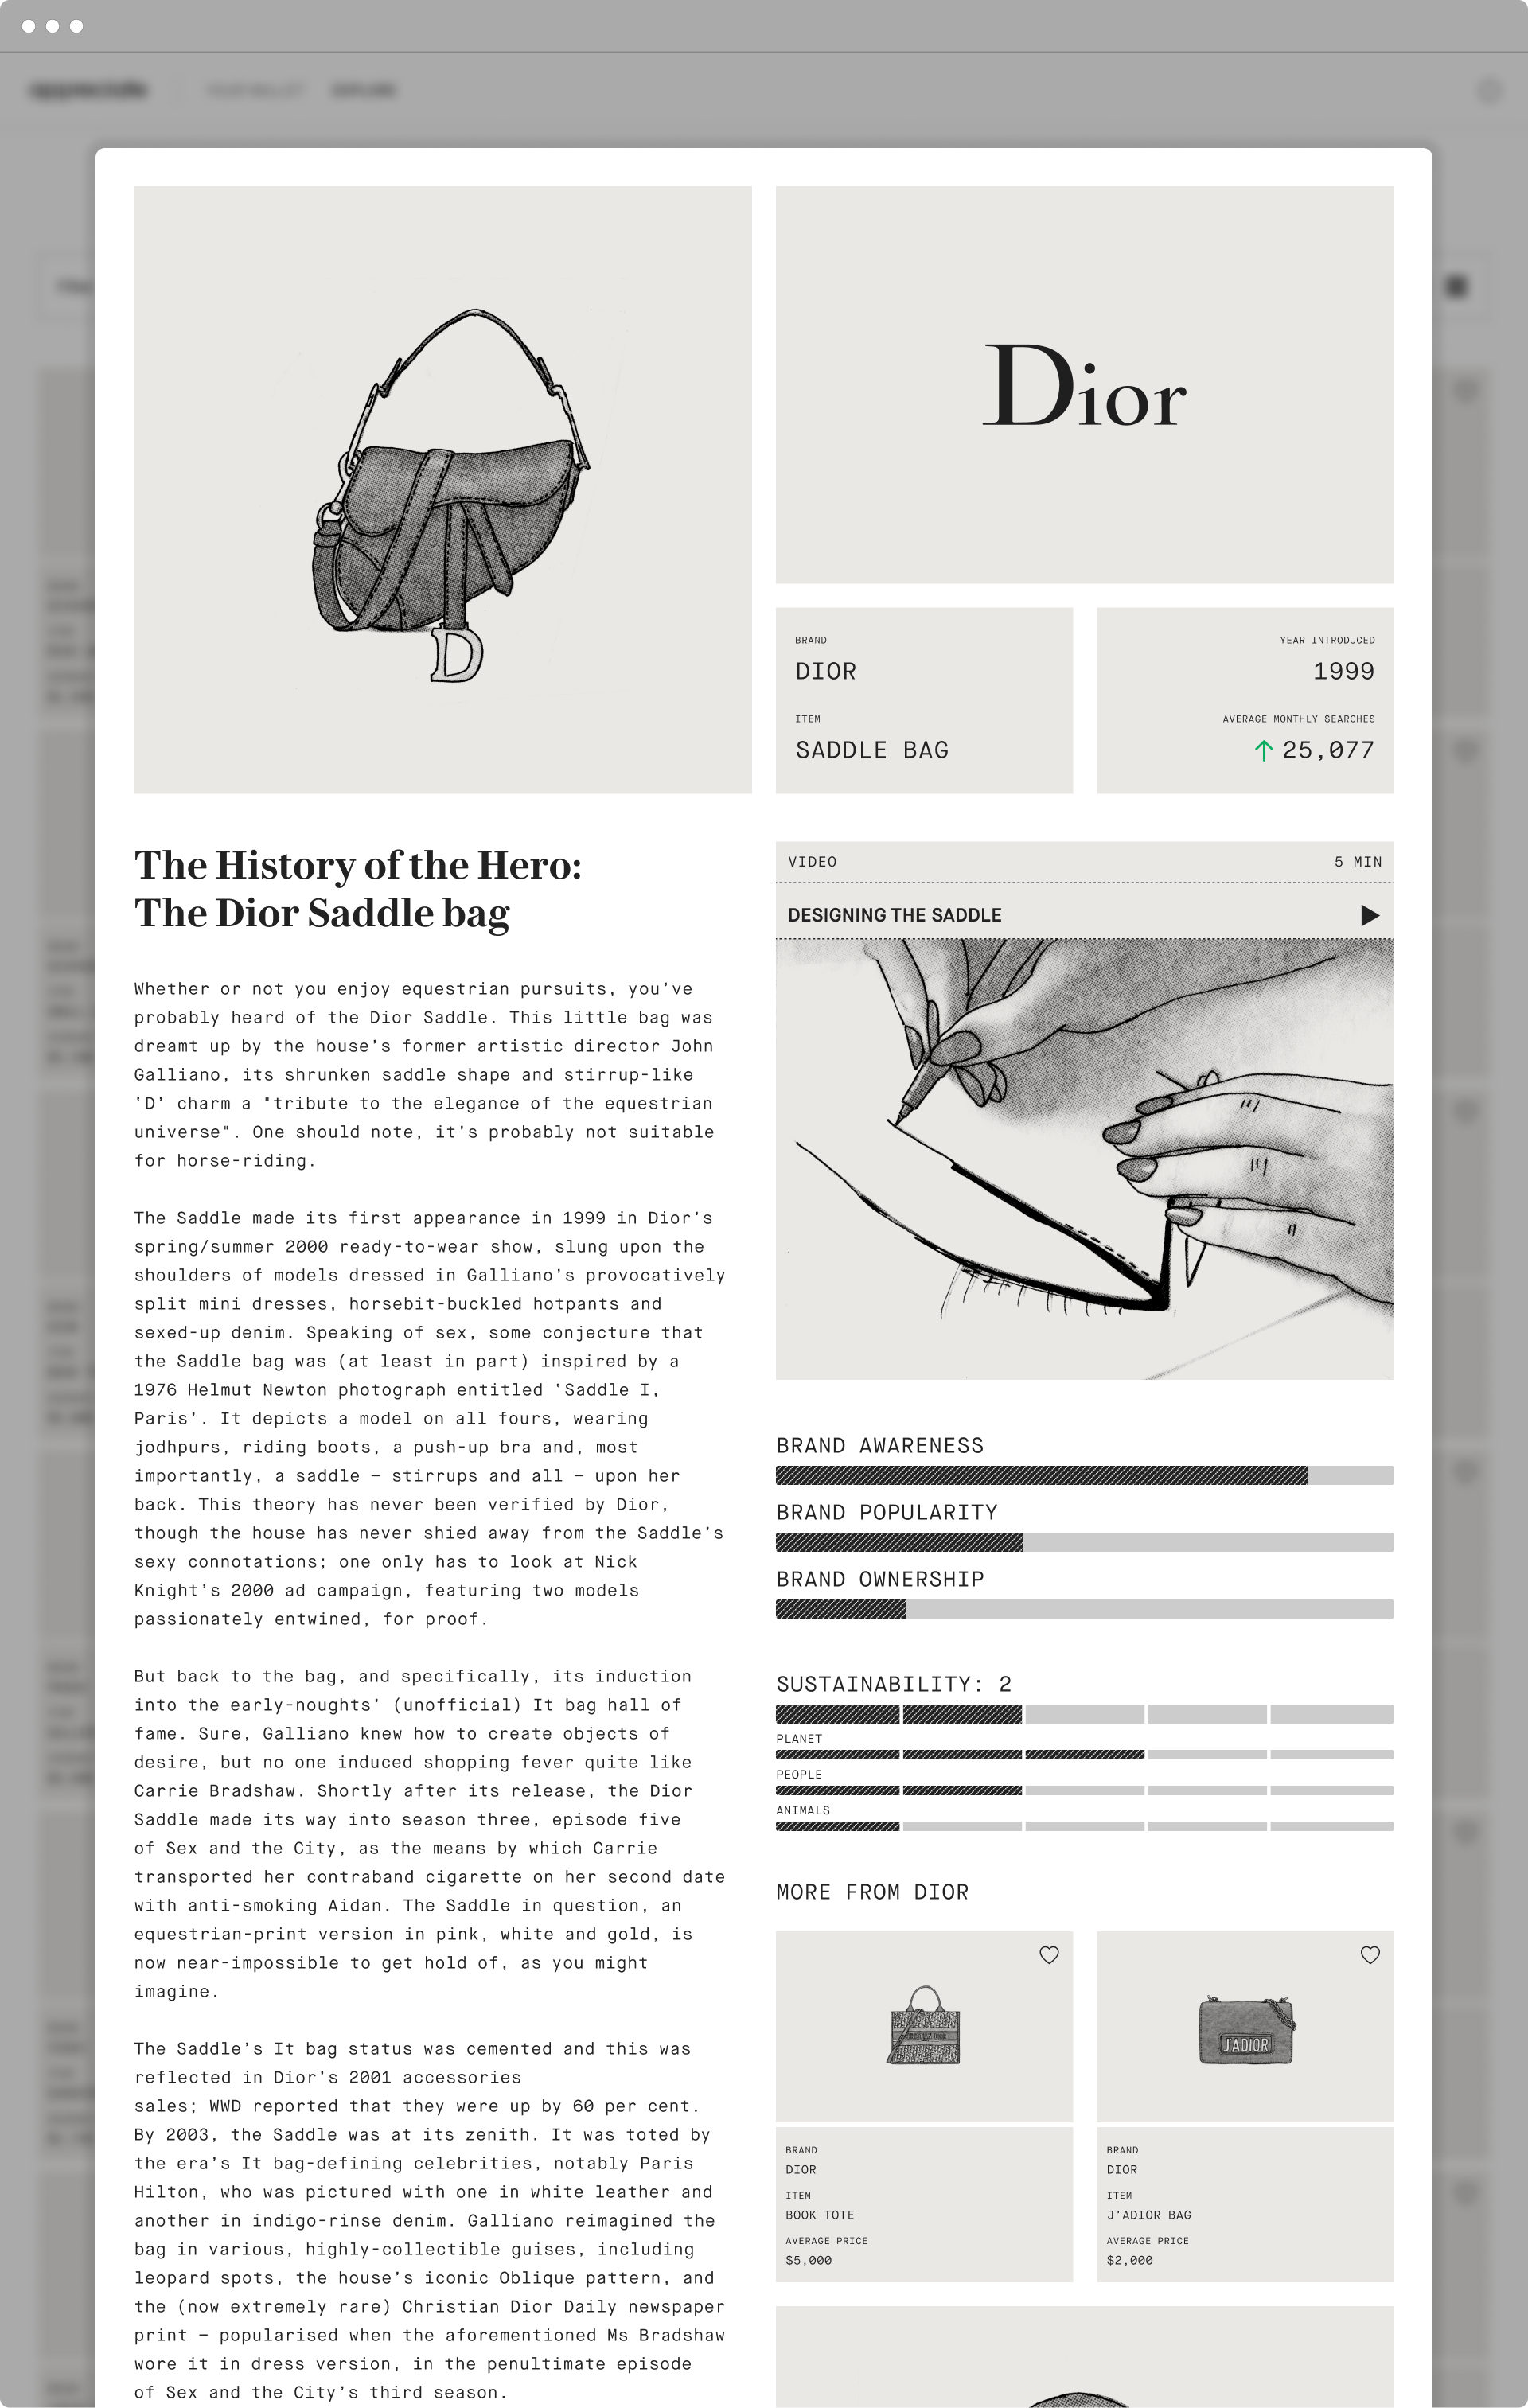 appreciate
YOUR WALLET
EXPLORE
Filter
D
Dior
BRAND
DIOR
ITEM
SADDLE BAG
YEAR INTRODUCED
1999
AVERAGE MONTHLY SEARCHES
↑ 25,077
The History of the Hero:
The Dior Saddle bag
Whether or not you enjoy equestrian pursuits, you’ve
probably heard of the Dior Saddle. This little bag was
dreamt up by the house’s former artistic director John
Galliano, its shrunken saddle shape and stirrup-like
‘D’ charm a "tribute to the elegance of the equestrian
universe". One should note, it’s probably not suitable
for horse-riding.
The Saddle made its first appearance in 1999 in Dior’s
spring/summer 2000 ready-to-wear show, slung upon the
shoulders of models dressed in Galliano’s provocatively
split mini dresses, horsebit-buckled hotpants and
sexed-up denim. Speaking of sex, some conjecture that
the Saddle bag was (at least in part) inspired by a
1976 Helmut Newton photograph entitled ‘Saddle I,
Paris’. It depicts a model on all fours, wearing
jodhpurs, riding boots, a push-up bra and, most
importantly, a saddle – stirrups and all – upon her
back. This theory has never been verified by Dior,
though the house has never shied away from the Saddle’s
sexy connotations; one only has to look at Nick
Knight’s 2000 ad campaign, featuring two models
passionately entwined, for proof.
But back to the bag, and specifically, its induction
into the early-noughts’ (unofficial) It bag hall of
fame. Sure, Galliano knew how to create objects of
desire, but no one induced shopping fever quite like
Carrie Bradshaw. Shortly after its release, the Dior
Saddle made its way into season three, episode five
of Sex and the City, as the means by which Carrie
transported her contraband cigarette on her second date
with anti-smoking Aidan. The Saddle in question, an
equestrian-print version in pink, white and gold, is
now near-impossible to get hold of, as you might
imagine.
The Saddle’s It bag status was cemented and this was
reflected in Dior’s 2001 accessories
sales; WWD reported that they were up by 60 per cent.
By 2003, the Saddle was at its zenith. It was toted by
the era’s It bag-defining celebrities, notably Paris
Hilton, who was pictured with one in white leather and
another in indigo-rinse denim. Galliano reimagined the
bag in various, highly-collectible guises, including
leopard spots, the house’s iconic Oblique pattern, and
the (now extremely rare) Christian Dior Daily newspaper
print – popularised when the aforementioned Ms Bradshaw
wore it in dress version, in the penultimate episode
of Sex and the City’s third season.
VIDEO
5 MIN
DESIGNING THE SADDLE
BRAND AWARENESS
BRAND POPULARITY
BRAND OWNERSHIP
SUSTAINABILITY: 2
PLANET
PEOPLE
ANIMALS
MORE FROM DIOR
BRAND
DIOR
ITEM
BOOK TOTE
AVERAGE PRICE
$5,000
J'ADIOR
BRAND
DIOR
ITEM
J’ADIOR BAG
AVERAGE PRICE
$2,000